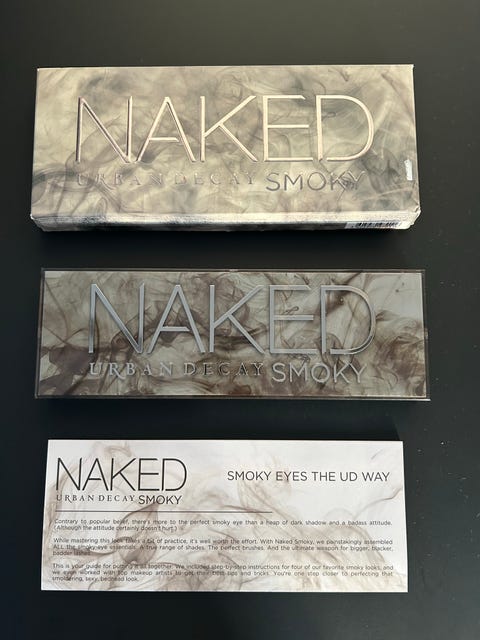 NAKED
URBAN DECAY SMOKY
NAKED
URBAN DECAY SMOKY
NAKED
URBAN DECAY SMOKY
SMOKY EYES THE UD WAY
Contrary to popular belief, there's more to the perfect smoky eye than a heap of dark shadow and a badass attitude.
(Although the attitude certainly doesn't hurt.)
While mastering this look takes a bit of practice, it's well worth the effort. With Naked Smoky, we painstakingly assembled
ALL the smoky-eye essentials. A true range of shades. The perfect brushes. And the ultimate weapon for bigger, blacker,
badder lashes.
This is your guide for putting it all together. We included step-by-step instructions for four of our favorite smoky looks, and
we even worked with top makeup artists to get their best tips and tricks. You're one step closer to perfecting that
smoldering, sexy, bedhead look.